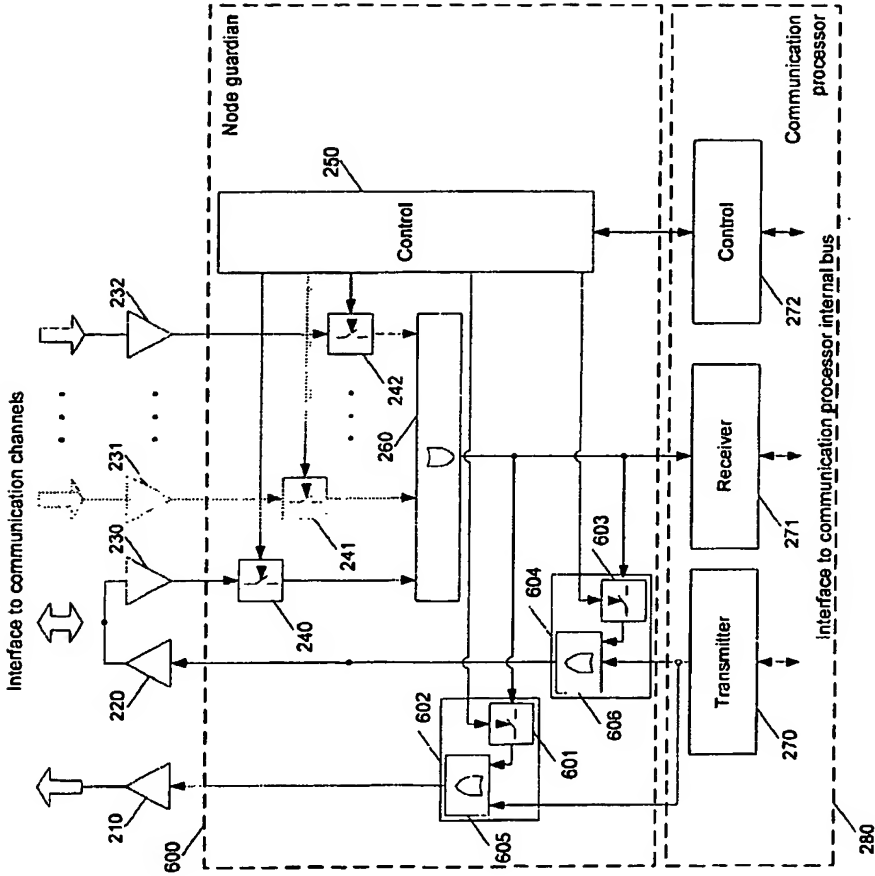 Interface to communication channels
210
220
230
231
232
600
Node guardian
250
Control
240
241
242
260
602
604
603
601
605
606
Communication
processor
Transmitter
Receiver
Control
270
271
272
280
Interface to communication processor internal bus